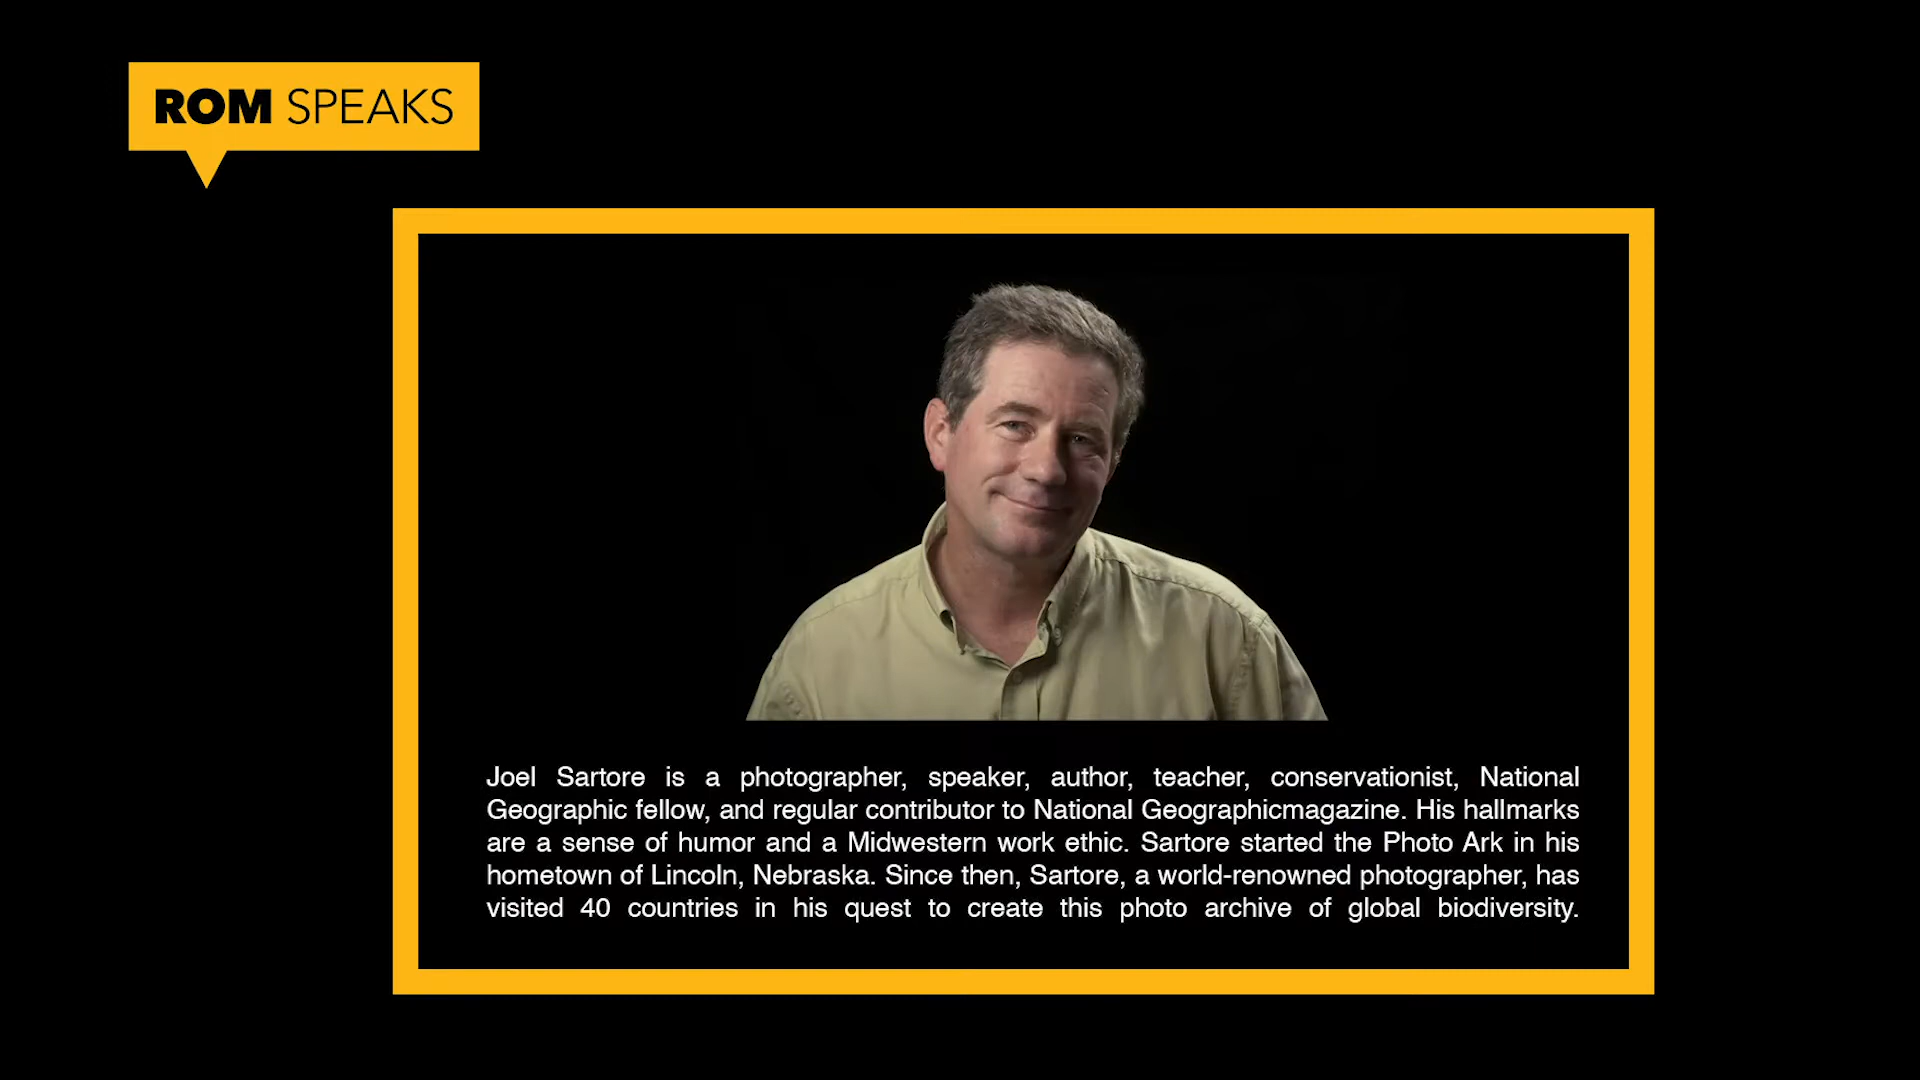 ROM SPEAKS
Joel Sartore is a photographer, speaker, author, teacher, conservationist, National
Geographic fellow, and regular contributor to National Geographicmagazine. His hallmarks
are a sense of humor and a Midwestern work ethic. Sartore started the Photo Ark in his
hometown of Lincoln, Nebraska. Since then, Sartore, a world-renowned photographer, has
visited 40 countries in his quest to create this photo archive of global biodiversity.